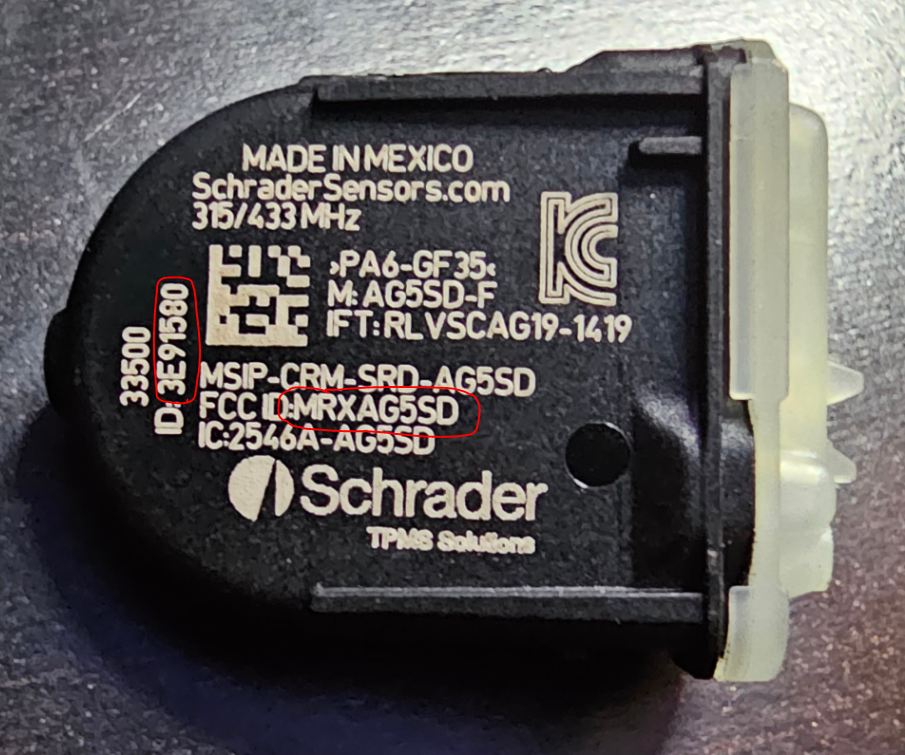 MADE IN MEXICO
SchraderSensors.com
315/433 MHz
›PA6-GF35‹
M: AG5SD-F
IFT: RLVSCAG19-1419
33500
ID: 3E91580
MSIP-CRM-SRD-AG5SD
FCC ID:MRXAG5SD
IC:2546A-AG5SD
Schrader
TPMS Solutions